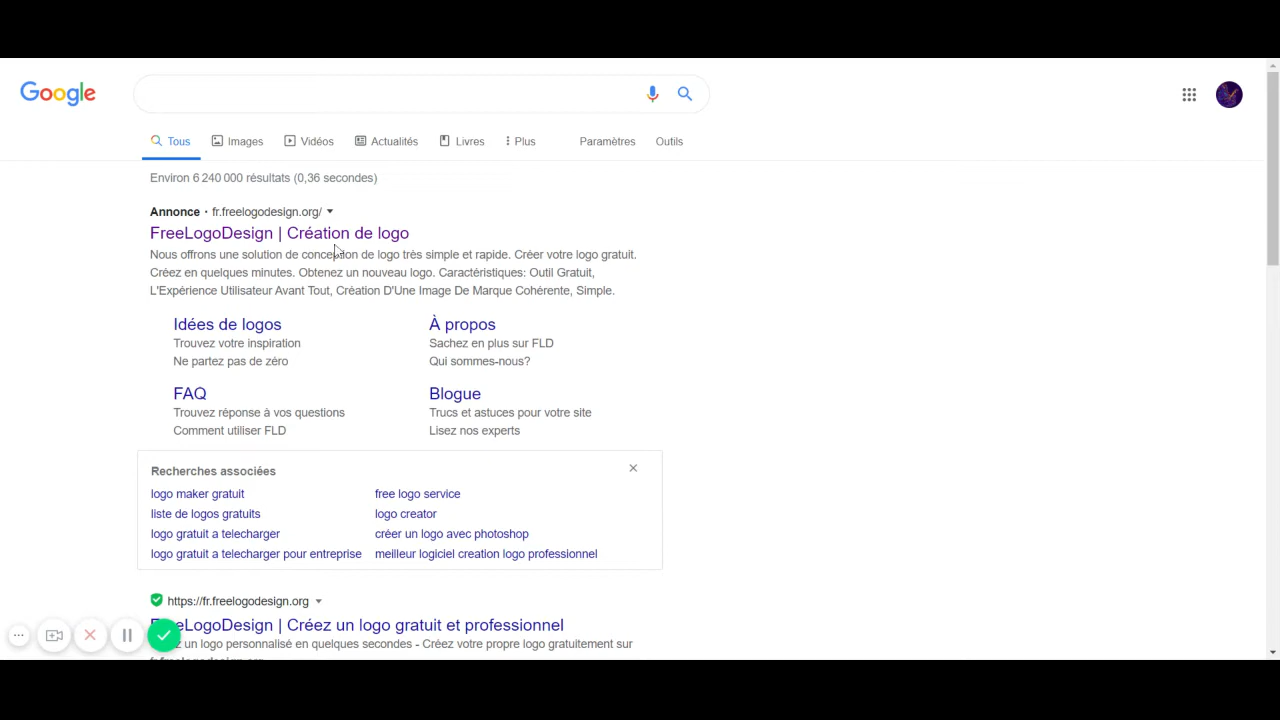 Google
Tous Images Vidéos Actualités Livres Plus Paramètres Outils
Environ 6 240 000 résultats (0,36 secondes)
Annonce · fr.freelogodesign.org/
FreeLogoDesign | Création de logo
Nous offrons une solution de conception de logo très simple et rapide. Créer votre logo gratuit.
Créez en quelques minutes. Obtenez un nouveau logo. Caractéristiques: Outil Gratuit,
L'Expérience Utilisateur Avant Tout, Création D'Une Image De Marque Cohérente, Simple.
Idées de logos
Trouvez votre inspiration
Ne partez pas de zéro
À propos
Sachez en plus sur FLD
Qui sommes-nous?
FAQ
Trouvez réponse à vos questions
Comment utiliser FLD
Blogue
Trucs et astuces pour votre site
Lisez nos experts
Recherches associées
logo maker gratuit
liste de logos gratuits
logo gratuit a telecharger
logo gratuit a telecharger pour entreprise
free logo service
logo creator
créer un logo avec photoshop
meilleur logiciel creation logo professionnel
https://fr.freelogodesign.org
FreeLogoDesign | Créez un logo gratuit et professionnel
un logo personnalisé en quelques secondes - Créez votre propre logo gratuitement sur